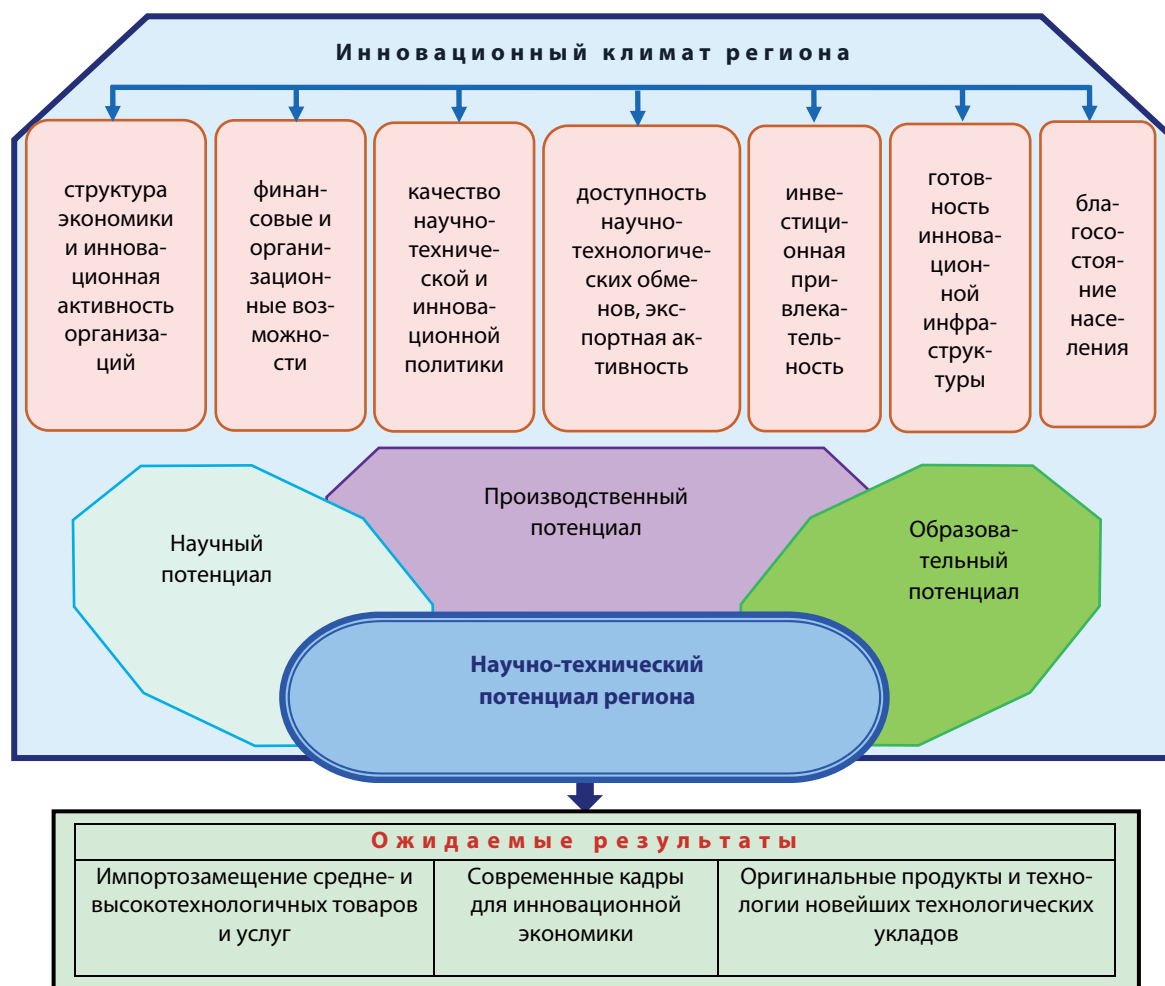 Инновационный климат региона
структура
экономики
и иннова-
ционная
активность
организа-
ций
финан-
совые и
органи-
зацион-
ные воз-
можно-
сти
качество
научно-
техниче-
ской и
иннова-
ционной
политики
доступность
научно-
технологиче-
ских обме-
нов, экс-
портная ак-
тивность
инве-
стици-
онная
при-
влека-
тель-
ность
готов-
ность
иннова-
цион-
ной
инфра-
струк-
туры
бла-
госо-
стоя-
ние
насе-
ления
Производственный
потенциал
Научный
потенциал
Образова-
тельный
потенциал
Научно-технический
потенциал региона
Ожидаемые результаты
Импортозамещение средне- и
высокотехнологичных товаров
и услуг
Современные кадры
для инновационной
экономики
Оригинальные продукты и техно-
логии новейших технологических
укладов